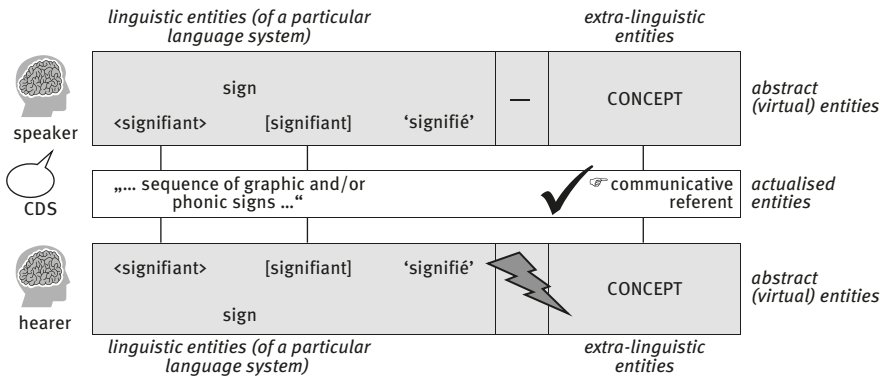 linguistic entities (of a particular
language system)
extra-linguistic
entities
speaker
sign
<signifiant> [signifiant] ‘signifié’
—
CONCEPT
abstract
(virtual) entities
CDS
„... sequence of graphic and/or
phonic signs ...“
☞ communicative
referent
actualised
entities
hearer
<signifiant> [signifiant] ‘signifié’
sign
CONCEPT
abstract
(virtual) entities
linguistic entities (of a particular
language system)
extra-linguistic
entities